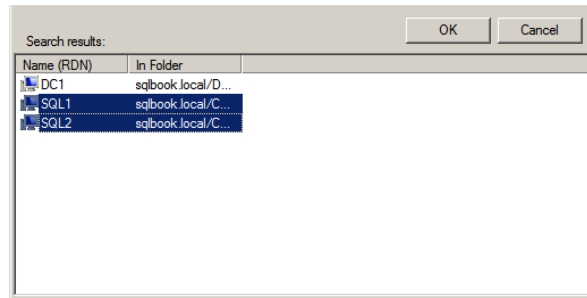 OK Cancel
Search results:
Name (RDN) In Folder
DC1 sqlbook.local/D...
SQL1 sqlbook.local/C...
SQL2 sqlbook.local/C...